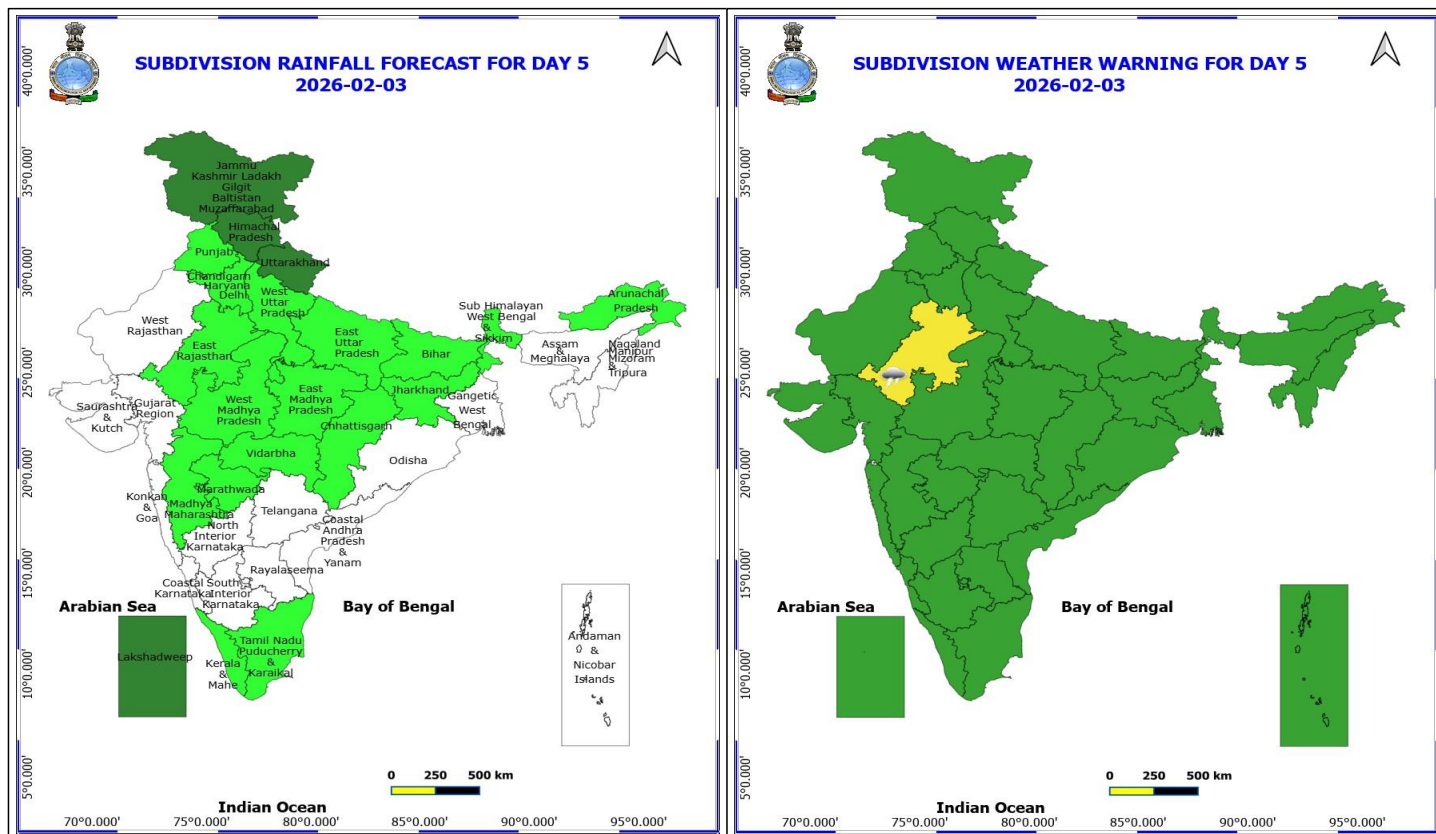 SUBDIVISION RAINFALL FORECAST FOR DAY 5
2026-02-03
40°0.000'
35°0.000'
30°0.000'
25°0.000'
20°0.000'
15°0.000'
10°0.000'
5°0.000'
Jammu
Kashmir Ladakh
Gilgit
Baltistan
Muzaffarabad
Himachal
Pradesh
Uttarakhand
Punjab
Chandigarh
Haryana
Delhi
West
Uttar
Pradesh
West
Rajasthan
East
Rajasthan
East
Uttar
Pradesh
Bihar
Sub Himalayan
West Bengal
&
Sikkim
Arunachal
Pradesh
Assam
&
Meghalaya
Nagaland
Manipur
Mizoram
&
Tripura
Saurashtra
&
Kutch
Gujarat
Region
West
Madhya
Pradesh
East
Madhya
Pradesh
Jharkhand
Gangetic
West
Bengal
Chhattisgarh
Vidarbha
Odisha
Konkan
&
Goa
Madhya
Maharashtra
Marathwada
Telangana
North
Interior
Karnataka
Coastal
Andhra
Pradesh
&
Yanam
Rayalaseema
Coastal
Karnataka
South
Interior
Karnataka
Arabian Sea
Bay of Bengal
Lakshadweep
Kerala
&
Mahe
Tamil Nadu
Puducherry
&
Karaikal
Andaman
&
Nicobar
Islands
0 250 500 km
Indian Ocean
70°0.000' 75°0.000' 80°0.000' 85°0.000' 90°0.000' 95°0.000'
SUBDIVISION WEATHER WARNING FOR DAY 5
2026-02-03
40°0.000'
35°0.000'
30°0.000'
25°0.000'
20°0.000'
15°0.000'
10°0.000'
5°0.000'
Arabian Sea
Bay of Bengal
0 250 500 km
Indian Ocean
70°0.000' 75°0.000' 80°0.000' 85°0.000' 90°0.000' 95°0.000'